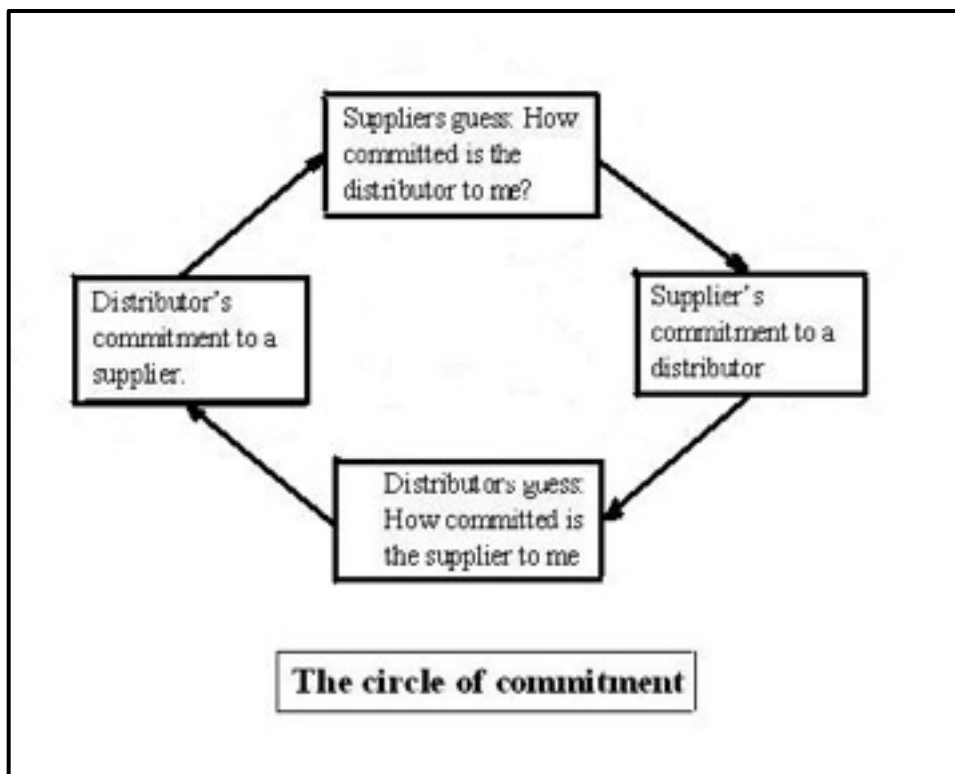 Suppliers guess: How
committed is the
distributor to me?
Distributor's
commitment to a
supplier.
Supplier's
commitment to a
distributor
Distributors guess:
How committed is
the supplier to me
The circle of commitment